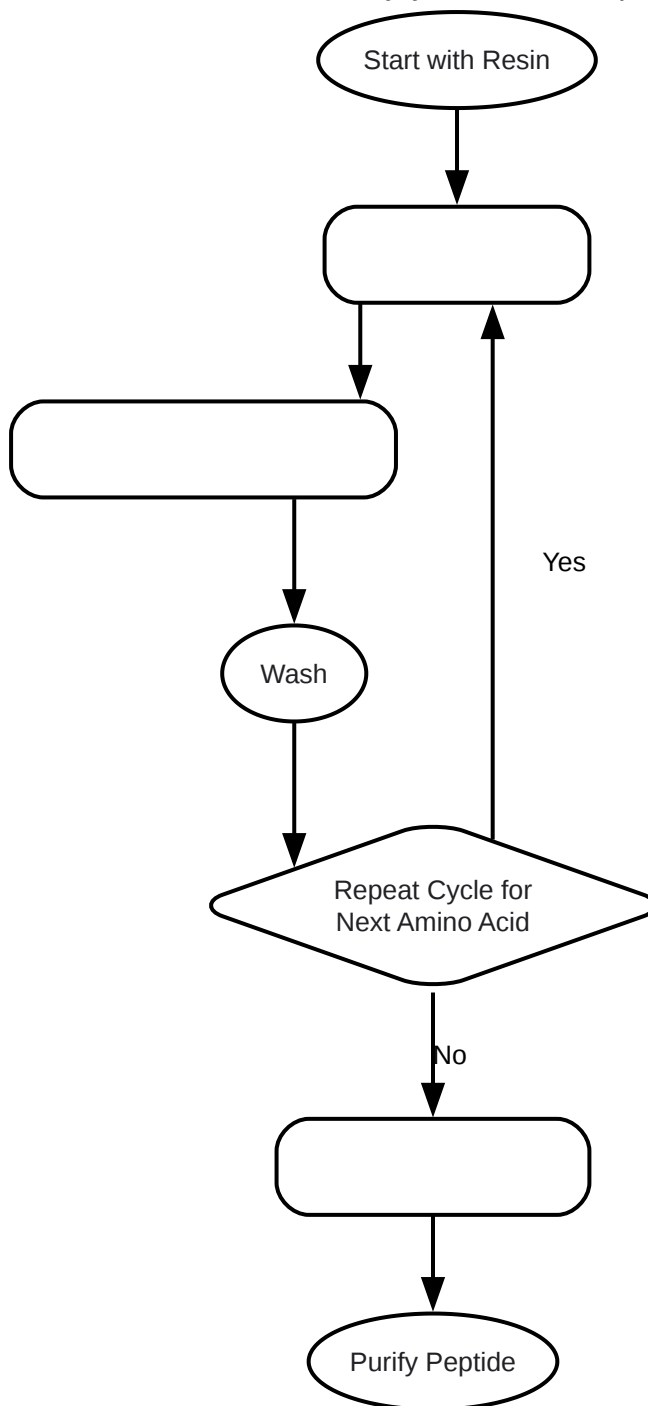 Start with Resin
Yes
Wash
Repeat Cycle for
Next Amino Acid
No
Purify Peptide